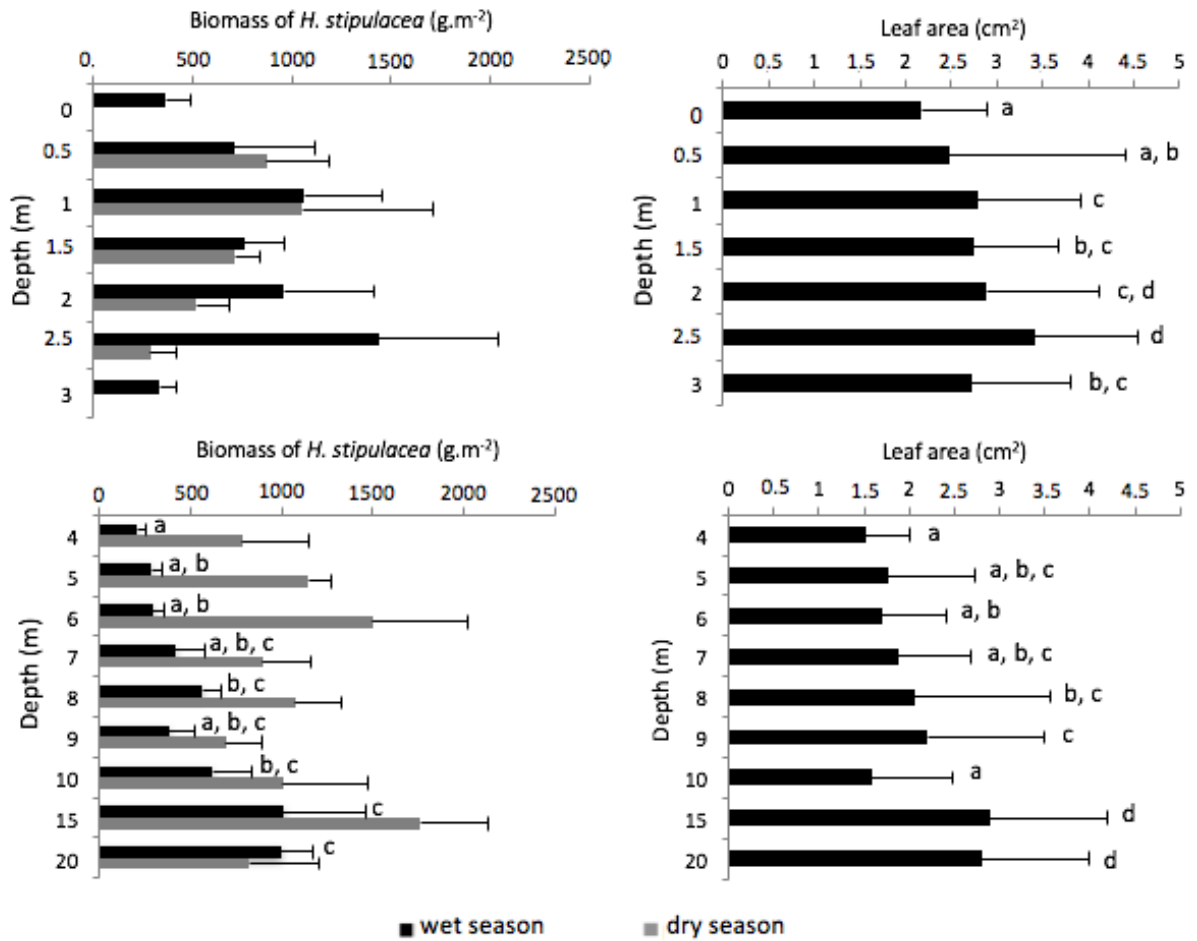 Biomass of H. stipulacea (g.m⁻²)
0. 500 1000 1500 2000 2500
Depth (m)
0
0.5
1
1.5
2
2.5
3
Leaf area (cm²)
0 0.5 1 1.5 2 2.5 3 3.5 4 4.5 5
Depth (m)
0 a
0.5 a, b
1 c
1.5 b, c
2 c, d
2.5 d
3 b, c
Biomass of H. stipulacea (g.m⁻²)
0 500 1000 1500 2000 2500
Depth (m)
4 a
5 a, b
6 a, b
7 a, b, c
8 b, c
9 a, b, c
10 b, c
15 c
20 c
Leaf area (cm²)
0 0.5 1 1.5 2 2.5 3 3.5 4 4.5 5
Depth (m)
4 a
5 a, b, c
6 a, b
7 a, b, c
8 b, c
9 c
10 a
15 d
20 d
wet season dry season